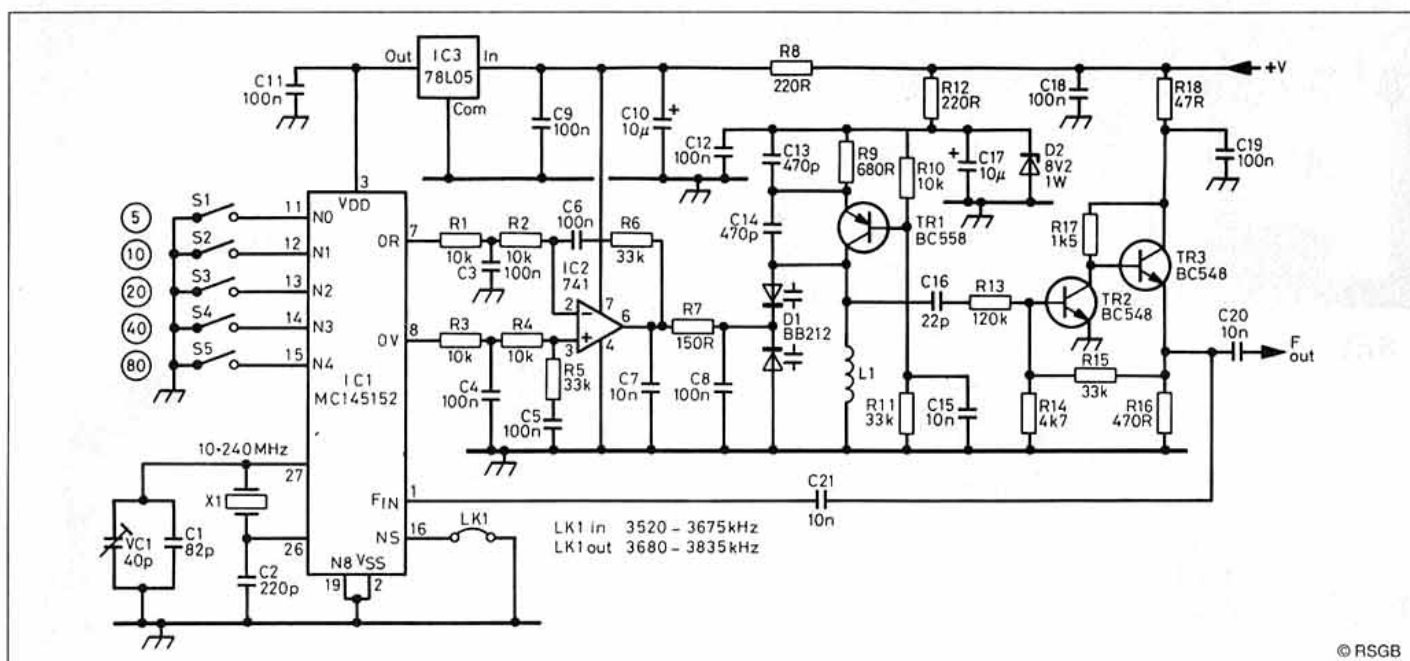 Out
IC3
78L05
In
Com
R8
220R
+V
C11
100n
C9
100n
C10
10µ
+
R12
220R
C18
100n
R18
47R
C12
100n
C13
470p
R9
680R
R10
10k
+
C17
10µ
D2
8V2
1W
C19
100n
3
VDD
5
S1
11
N0
10
S2
12
N1
20
S3
13
N2
40
S4
14
N3
80
S5
15
N4
IC1
MC145152
OR
7
R1
10k
C3
100n
R2
10k
C6
100n
R6
33k
IC2
741
2
3
7
6
4
−
+
OV
8
R3
10k
C4
100n
R4
10k
R5
33k
C5
100n
C7
10n
R7
150R
C8
100n
C14
470p
D1
BB212
TR1
BC558
L1
C16
22p
R13
120k
R17
1k5
TR2
BC548
TR3
BC548
R11
33k
C15
10n
R14
4k7
R15
33k
R16
470R
C20
10n
F
out
10·240MHz
27
X1
26
VC1
40p
C1
82p
C2
220p
FIN
1
NS
16
LK1
N8
VSS
19
2
C21
10n
LK1 in 3520 – 3675kHz
LK1 out 3680 – 3835kHz
© RSGB